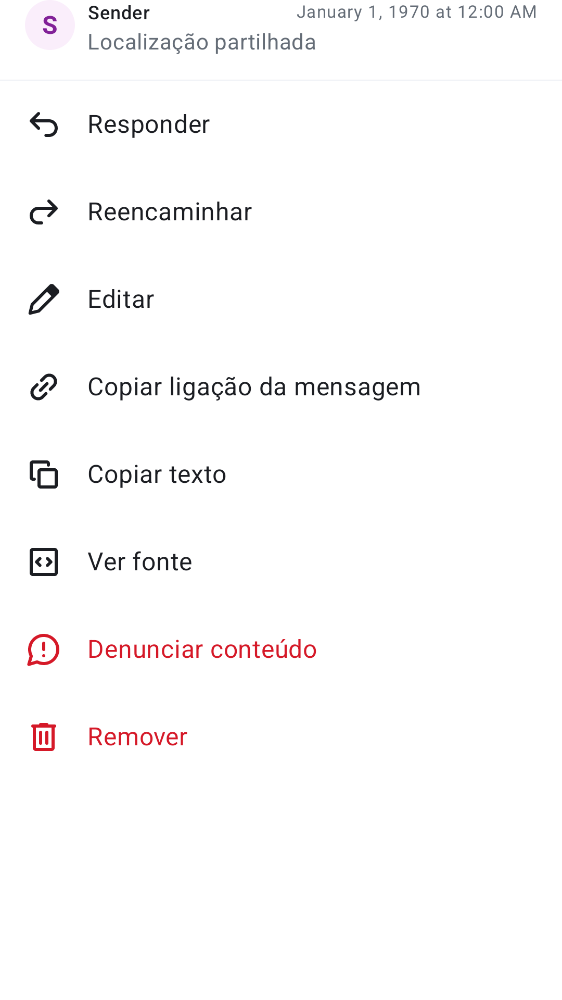 S
Sender
January 1, 1970 at 12:00 AM
Localização partilhada
Responder
Reencaminhar
Editar
Copiar ligação da mensagem
Copiar texto
Ver fonte
Denunciar conteúdo
Remover